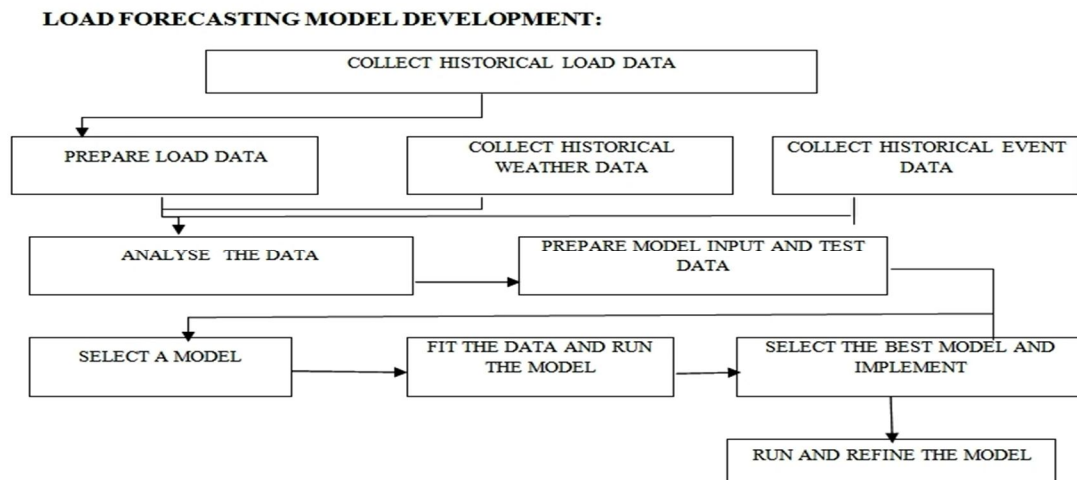 LOAD FORECASTING MODEL DEVELOPMENT:
COLLECT HISTORICAL LOAD DATA
PREPARE LOAD DATA
COLLECT HISTORICAL
WEATHER DATA
COLLECT HISTORICAL EVENT
DATA
ANALYSE THE DATA
PREPARE MODEL INPUT AND TEST
DATA
SELECT A MODEL
FIT THE DATA AND RUN
THE MODEL
SELECT THE BEST MODEL AND
IMPLEMENT
RUN AND REFINE THE MODEL